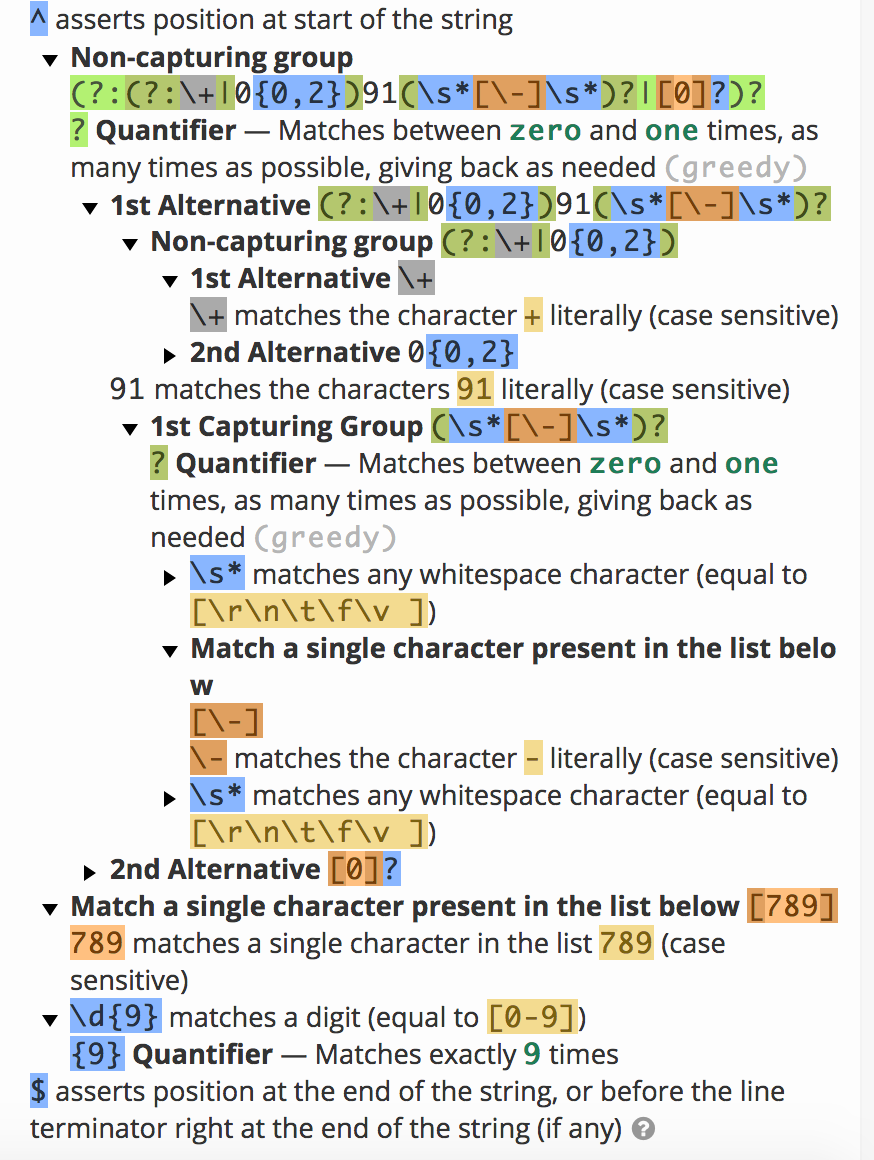 ^ asserts position at start of the string
▼ Non-capturing group
(?:(?:\+|0{0,2})91(\s*[\-]\s*)?|[0]?)?
? Quantifier — Matches between zero and one times, as
many times as possible, giving back as needed (greedy)
▼ 1st Alternative (?:\+|0{0,2})91(\s*[\-]\s*)?
▼ Non-capturing group (?:\+|0{0,2})
▼ 1st Alternative \+
\+ matches the character + literally (case sensitive)
▶ 2nd Alternative 0{0,2}
91 matches the characters 91 literally (case sensitive)
▼ 1st Capturing Group (\s*[\-]\s*)?
? Quantifier — Matches between zero and one
times, as many times as possible, giving back as
needed (greedy)
▶ \s* matches any whitespace character (equal to
[\r\n\t\f\v ])
▼ Match a single character present in the list belo
w
[\-]
\- matches the character - literally (case sensitive)
▶ \s* matches any whitespace character (equal to
[\r\n\t\f\v ])
▶ 2nd Alternative [0]?
▼ Match a single character present in the list below [789]
789 matches a single character in the list 789 (case
sensitive)
▼ \d{9} matches a digit (equal to [0-9])
{9} Quantifier — Matches exactly 9 times
$ asserts position at the end of the string, or before the line
terminator right at the end of the string (if any) ?